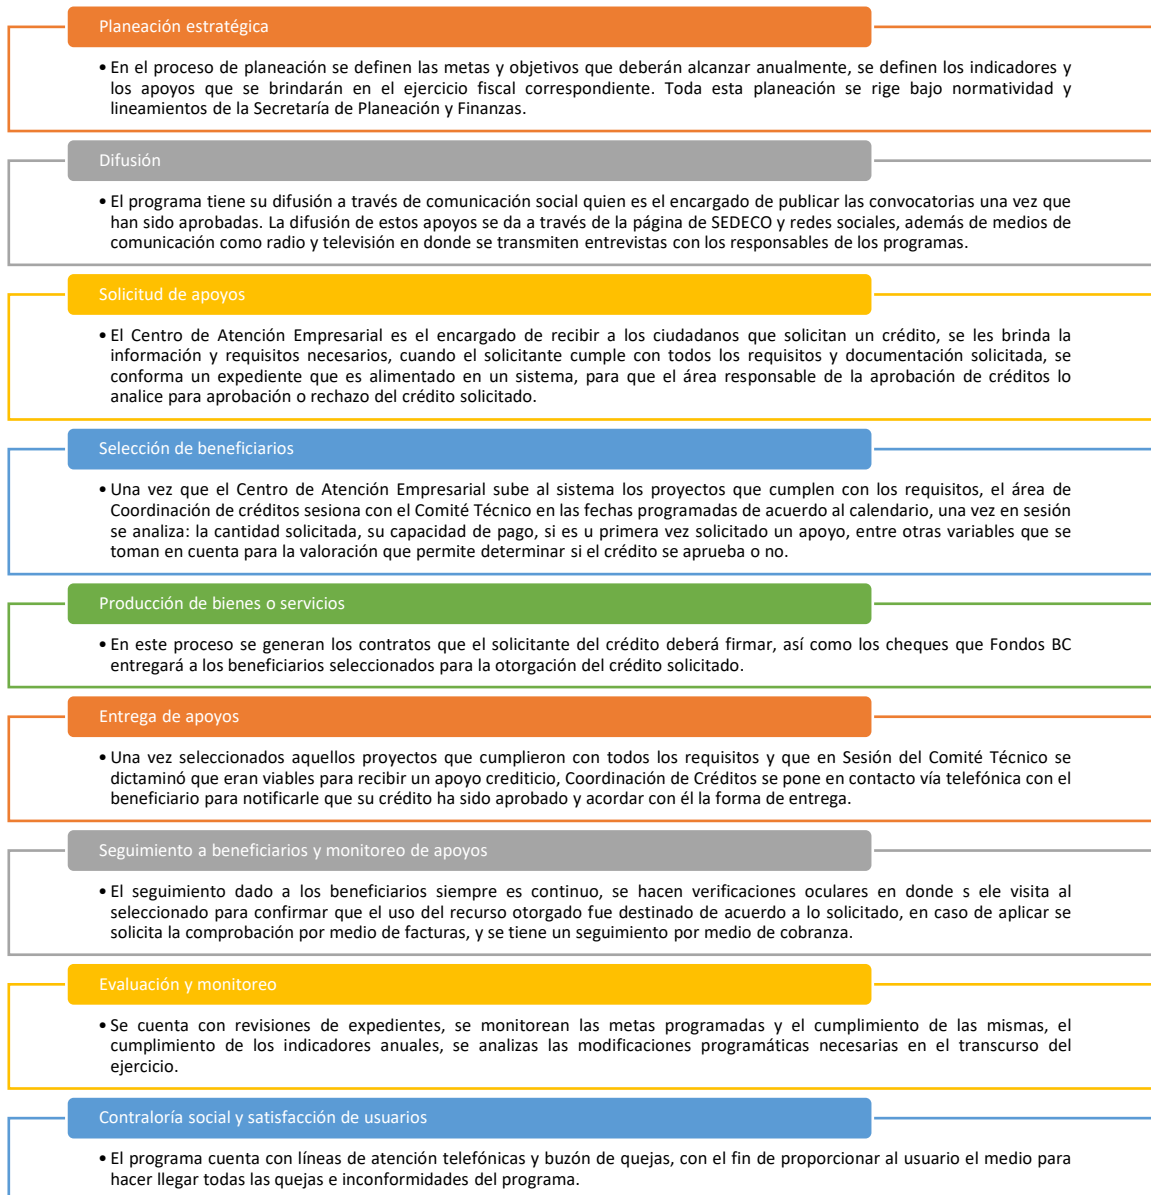 Planeación estratégica
• En el proceso de planeación se definen las metas y objetivos que deberán alcanzar anualmente, se definen los indicadores y
los apoyos que se brindarán en el ejercicio fiscal correspondiente. Toda esta planeación se rige bajo normatividad y
lineamientos de la Secretaría de Planeación y Finanzas.
Difusión
• El programa tiene su difusión a través de comunicación social quien es el encargado de publicar las convocatorias una vez que
han sido aprobadas. La difusión de estos apoyos se da a través de la página de SEDECO y redes sociales, además de medios de
comunicación como radio y televisión en donde se transmiten entrevistas con los responsables de los programas.
Solicitud de apoyos
• El Centro de Atención Empresarial es el encargado de recibir a los ciudadanos que solicitan un crédito, se les brinda la
información y requisitos necesarios, cuando el solicitante cumple con todos los requisitos y documentación solicitada, se
conforma un expediente que es alimentado en un sistema, para que el área responsable de la aprobación de créditos lo
analice para aprobación o rechazo del crédito solicitado.
Selección de beneficiarios
• Una vez que el Centro de Atención Empresarial sube al sistema los proyectos que cumplen con los requisitos, el área de
Coordinación de créditos sesiona con el Comité Técnico en las fechas programadas de acuerdo al calendario, una vez en sesión
se analiza: la cantidad solicitada, su capacidad de pago, si es u primera vez solicitado un apoyo, entre otras variables que se
toman en cuenta para la valoración que permite determinar si el crédito se aprueba o no.
Producción de bienes o servicios
• En este proceso se generan los contratos que el solicitante del crédito deberá firmar, así como los cheques que Fondos BC
entregará a los beneficiarios seleccionados para la otorgación del crédito solicitado.
Entrega de apoyos
• Una vez seleccionados aquellos proyectos que cumplieron con todos los requisitos y que en Sesión del Comité Técnico se
dictaminó que eran viables para recibir un apoyo crediticio, Coordinación de Créditos se pone en contacto vía telefónica con el
beneficiario para notificarle que su crédito ha sido aprobado y acordar con él la forma de entrega.
Seguimiento a beneficiarios y monitoreo de apoyos
• El seguimiento dado a los beneficiarios siempre es continuo, se hacen verificaciones oculares en donde s ele visita al
seleccionado para confirmar que el uso del recurso otorgado fue destinado de acuerdo a lo solicitado, en caso de aplicar se
solicita la comprobación por medio de facturas, y se tiene un seguimiento por medio de cobranza.
Evaluación y monitoreo
• Se cuenta con revisiones de expedientes, se monitorean las metas programadas y el cumplimiento de las mismas, el
cumplimiento de los indicadores anuales, se analizas las modificaciones programáticas necesarias en el transcurso del
ejercicio.
Contraloría social y satisfacción de usuarios
• El programa cuenta con líneas de atención telefónicas y buzón de quejas, con el fin de proporcionar al usuario el medio para
hacer llegar todas las quejas e inconformidades del programa.